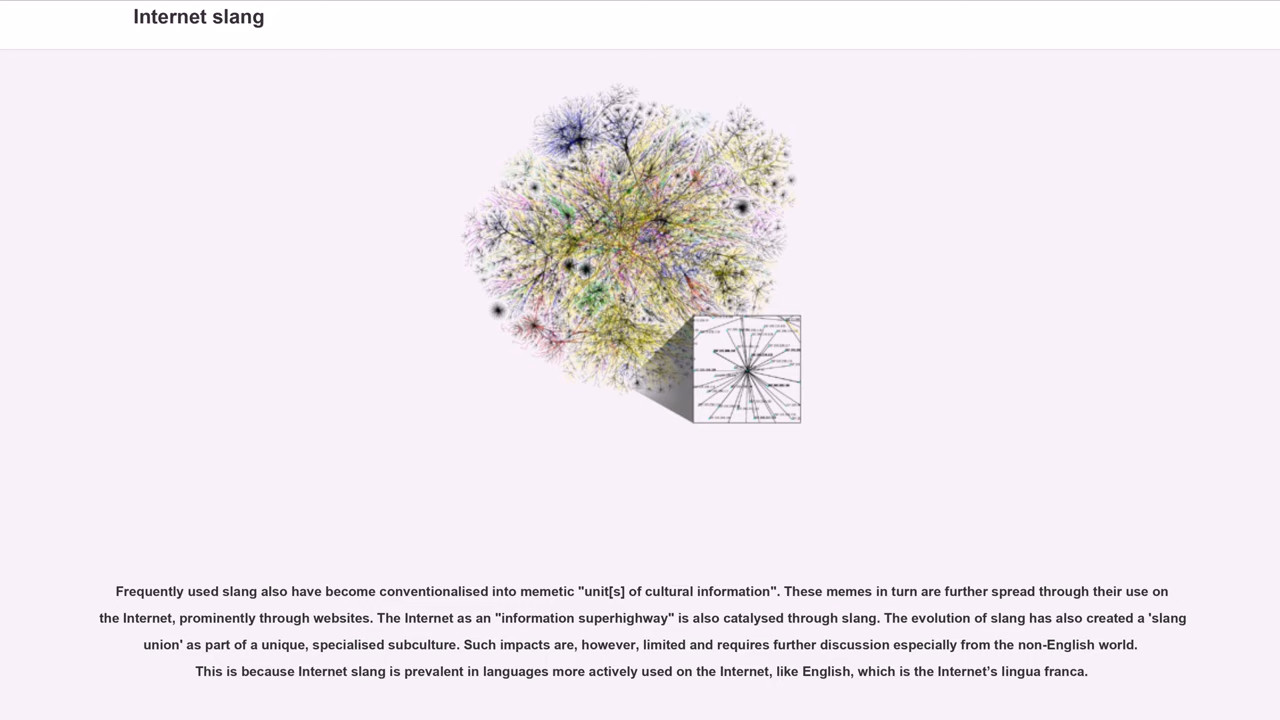 Internet slang
Frequently used slang also have become conventionalised into memetic "unit[s] of cultural information". These memes in turn are further spread through their use on
the Internet, prominently through websites. The Internet as an "information superhighway" is also catalysed through slang. The evolution of slang has also created a 'slang
union' as part of a unique, specialised subculture. Such impacts are, however, limited and requires further discussion especially from the non-English world.
This is because Internet slang is prevalent in languages more actively used on the Internet, like English, which is the Internet’s lingua franca.